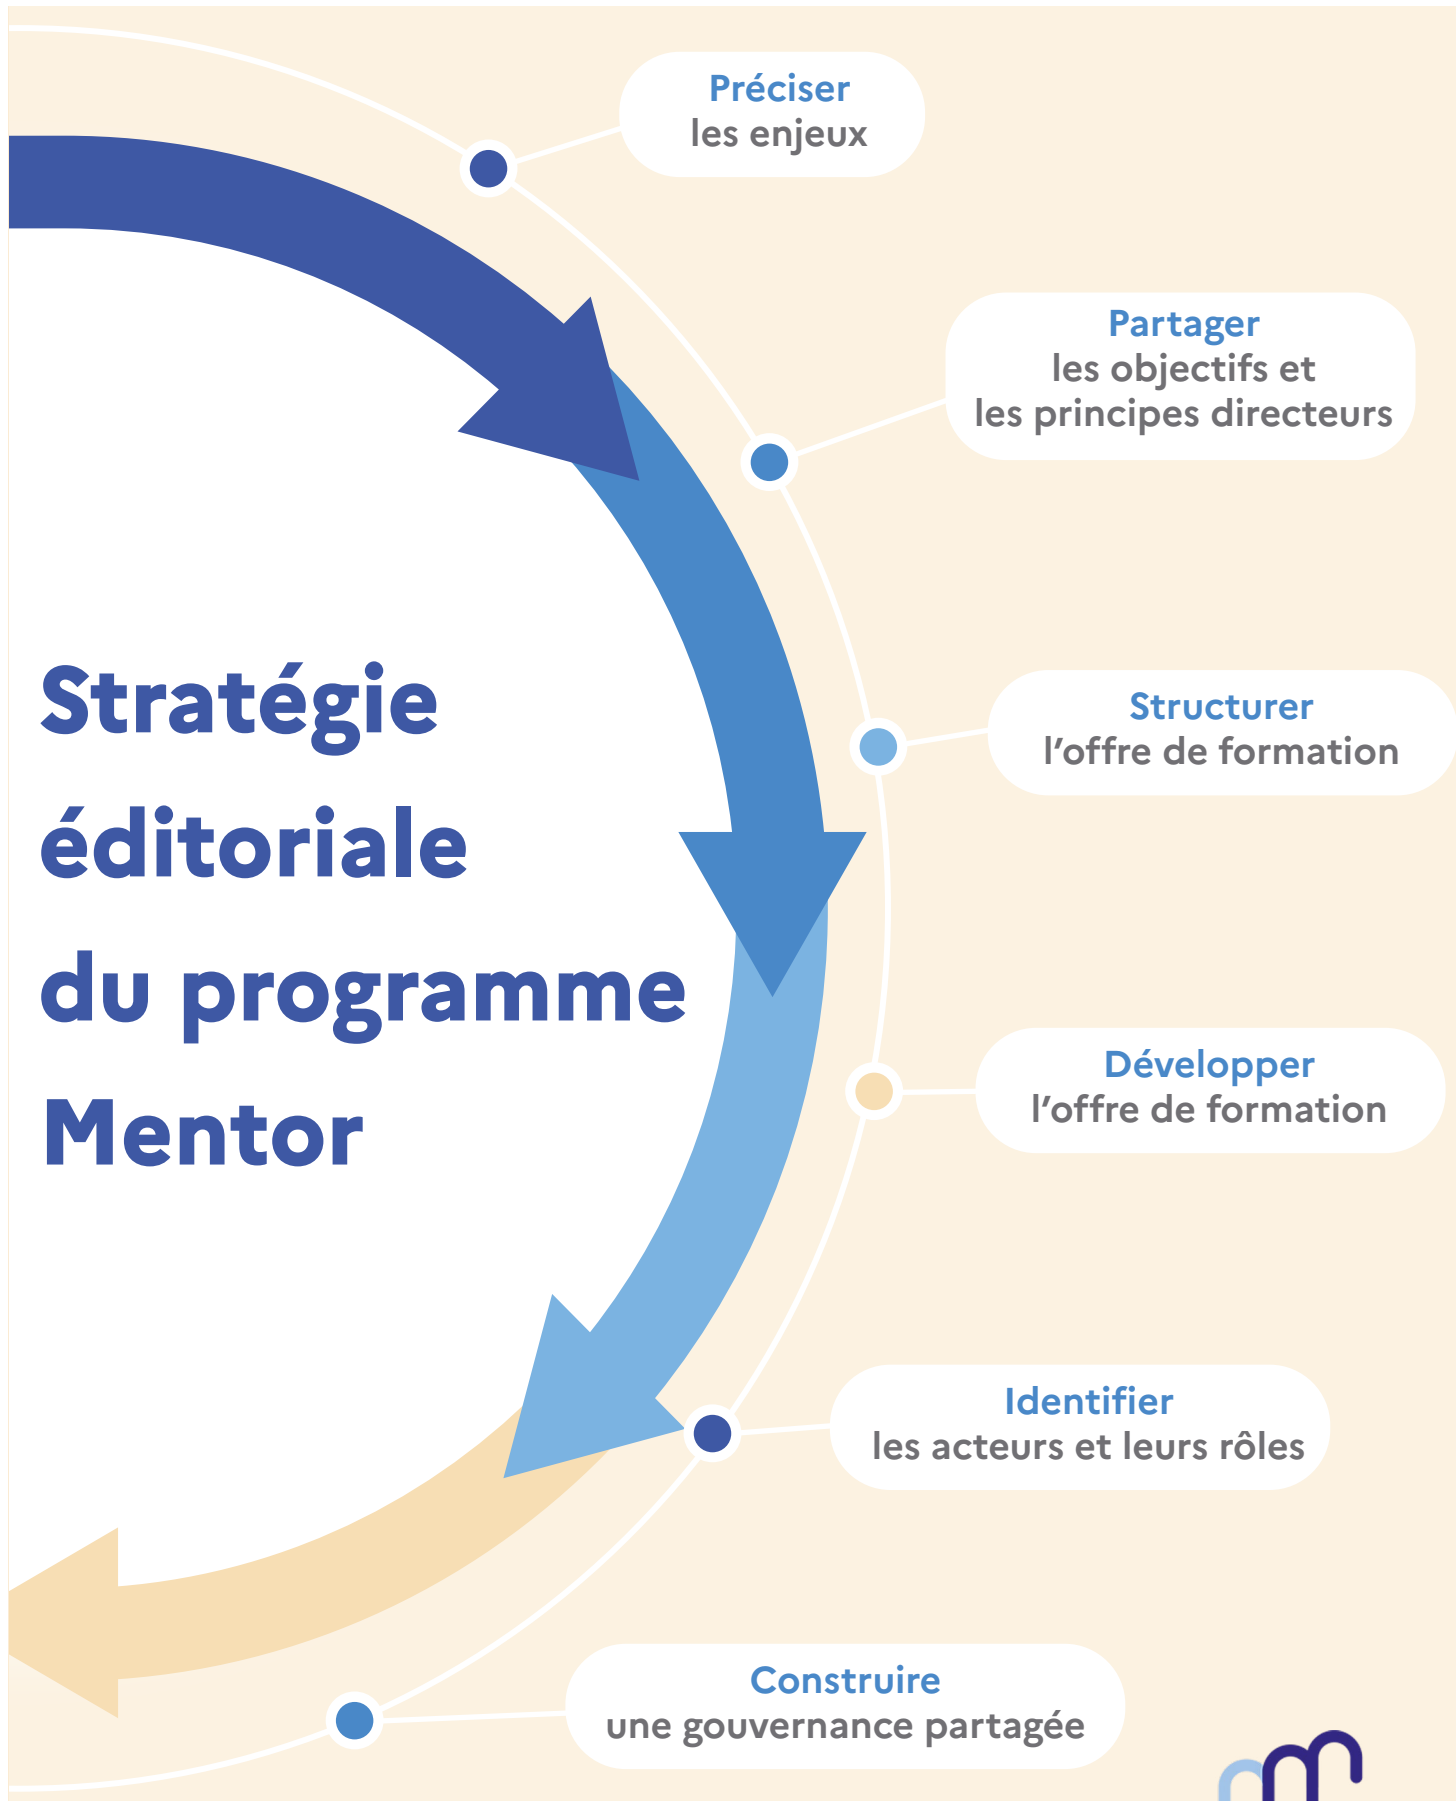 Préciser
les enjeux
Partager
les objectifs et
les principes directeurs
Structurer
l’offre de formation
Stratégie
éditoriale
du programme
Mentor
Développer
l’offre de formation
Identifier
les acteurs et leurs rôles
Construire
une gouvernance partagée